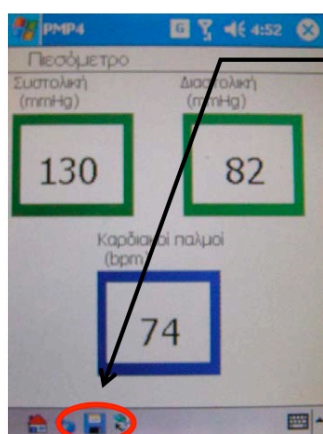 PMP4 G 4:52
Πιεσόμετρο
Συστολική Διαστολική
(mmHg) (mmHg)
130 82
Καρδιακοί παλμοί
(bpm)
74